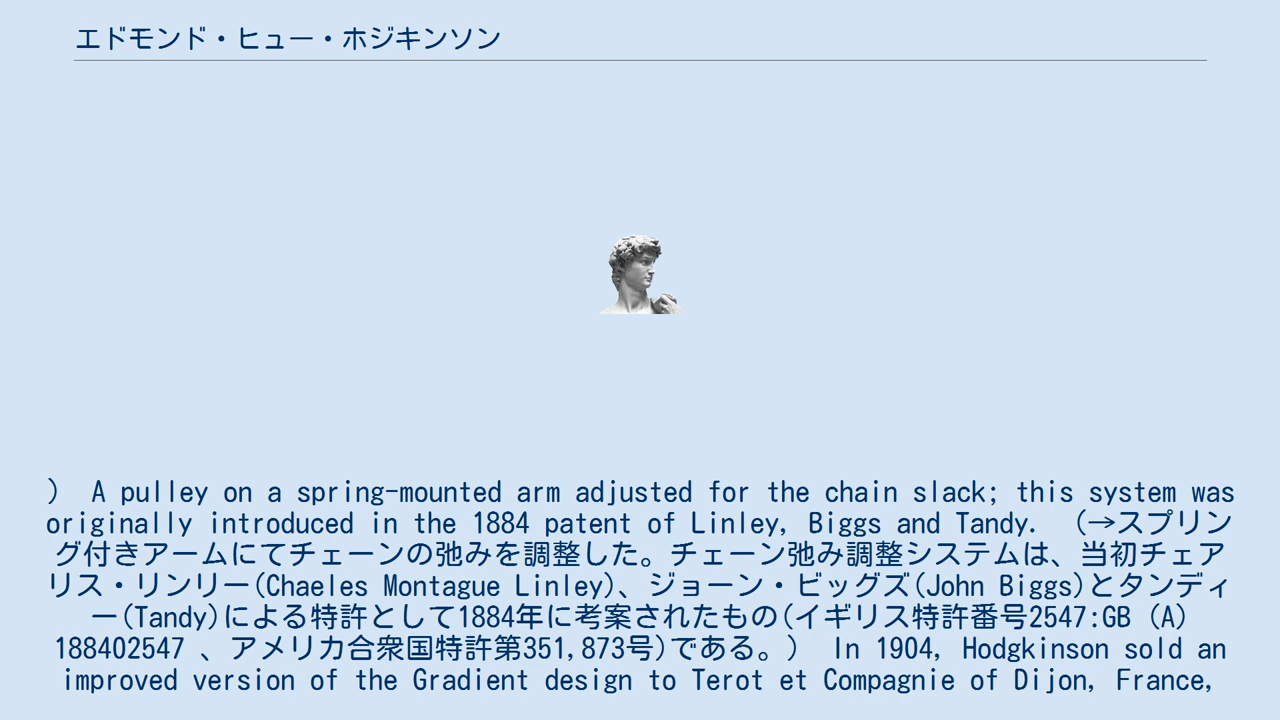 エドモンド・ヒュー・ホジキンソン
） A pulley on a spring-mounted arm adjusted for the chain slack; this system was
originally introduced in the 1884 patent of Linley, Biggs and Tandy. （→スプリン
グ付きアームにてチェーンの弛みを調整した。チェーン弛み調整システムは、当初チェア
リス・リンリー(Chaeles Montague Linley)、ジョーン・ビッグズ(John Biggs)とタンディ
ー(Tandy)による特許として1884年に考案されたもの(イギリス特許番号2547:GB（A）
188402547 、アメリカ合衆国特許第351,873号)である。） In 1904, Hodgkinson sold an
improved version of the Gradient design to Terot et Compagnie of Dijon, France,